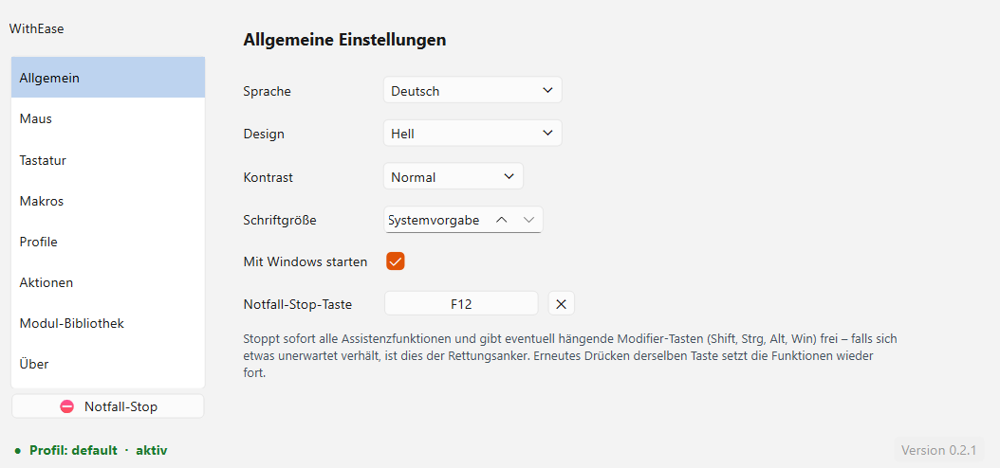 WithEase
Allgemein
Maus
Tastatur
Makros
Profile
Aktionen
Modul-Bibliothek
Über
Notfall-Stop
Profil: default · aktiv
Allgemeine Einstellungen
Sprache Deutsch
Design Hell
Kontrast Normal
Schriftgröße Systemvorgabe
Mit Windows starten
Notfall-Stop-Taste F12
Stoppt sofort alle Assistenzfunktionen und gibt eventuell hängende Modifier-Tasten (Shift, Strg, Alt, Win) frei – falls sich
etwas unerwartet verhält, ist dies der Rettungsanker. Erneutes Drücken derselben Taste setzt die Funktionen wieder
fort.
Version 0.2.1